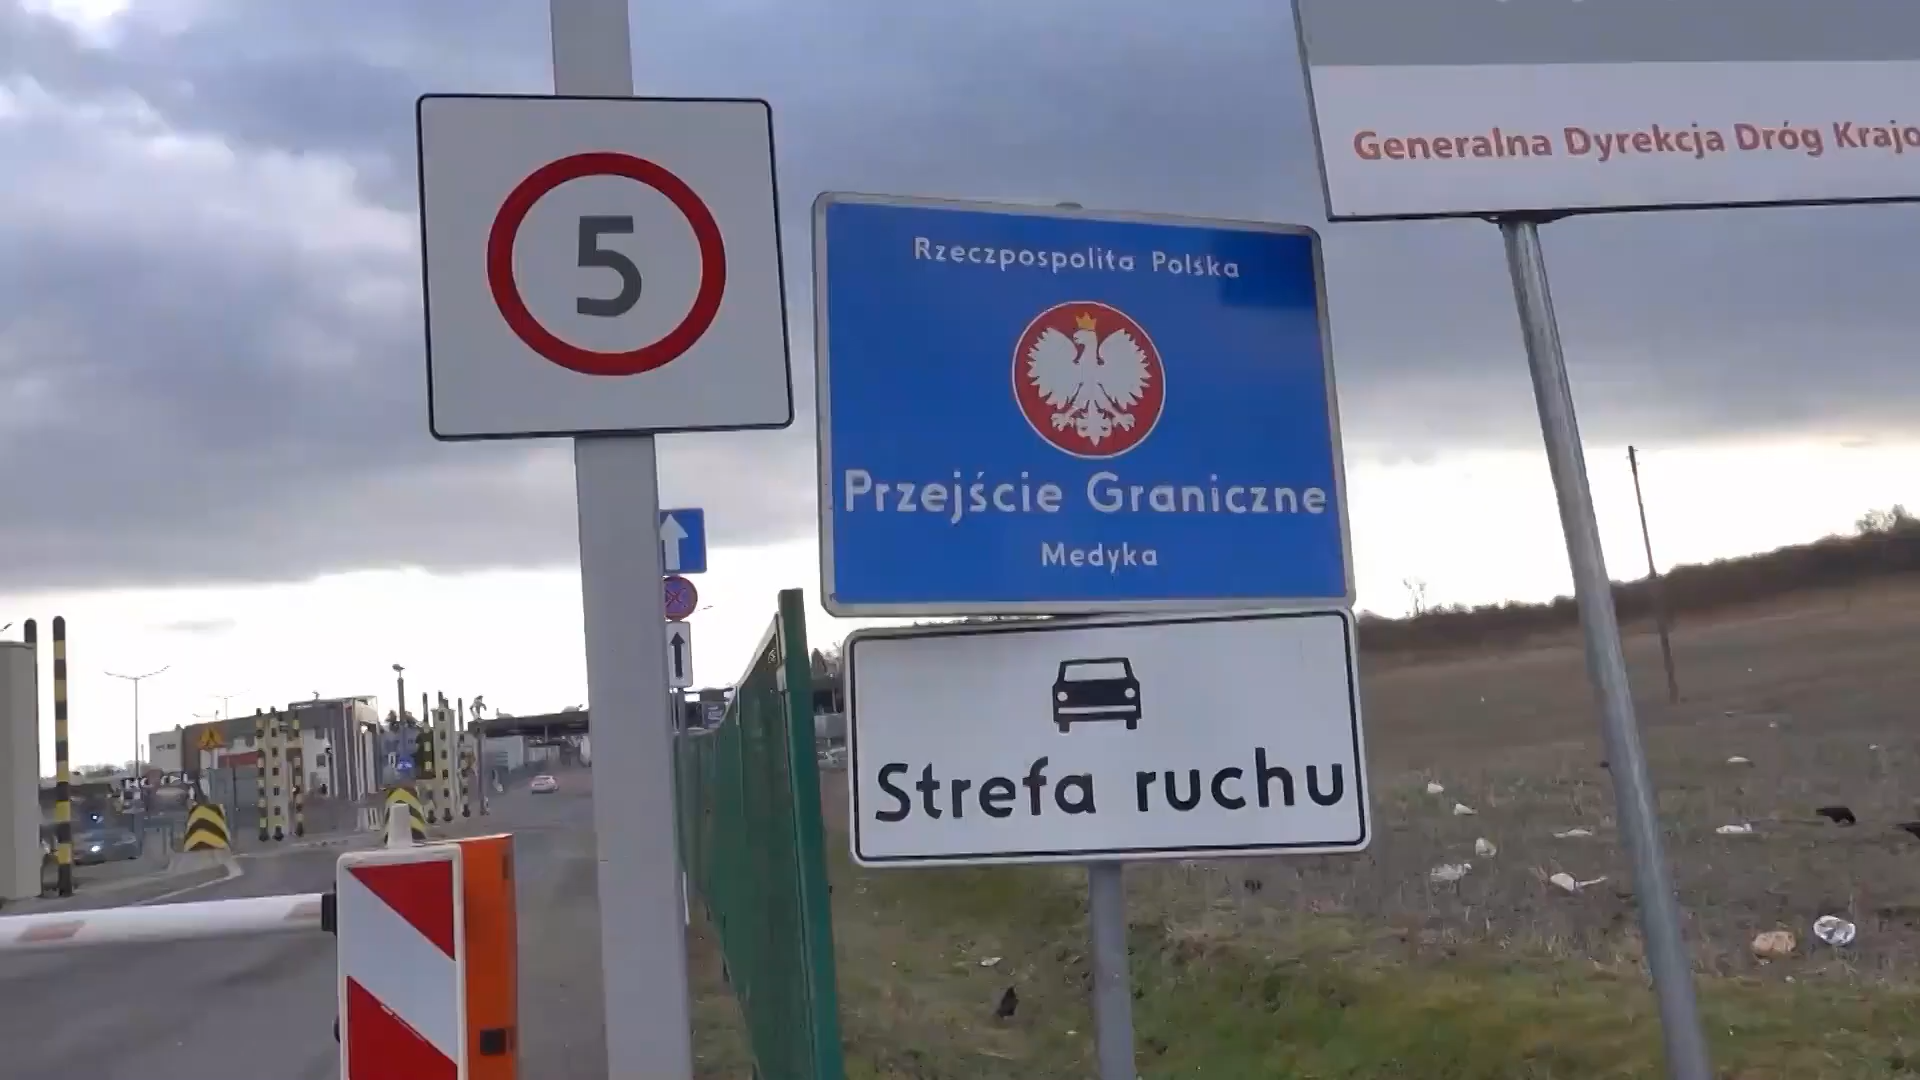 5
Generalna Dyrekcja Dróg Krajo
Rzeczpospolita Polska
Przejście Graniczne
Medyka
Strefa ruchu